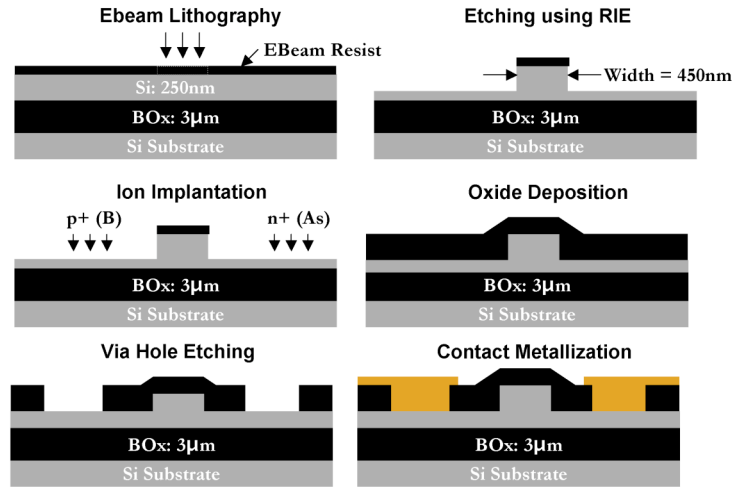 Ebeam Lithography
EBeam Resist
Si: 250nm
BOx: 3μm
Si Substrate
Etching using RIE
Width = 450nm
BOx: 3μm
Si Substrate
Ion Implantation
p+ (B)
n+ (As)
BOx: 3μm
Si Substrate
Oxide Deposition
BOx: 3μm
Si Substrate
Via Hole Etching
BOx: 3μm
Si Substrate
Contact Metallization
BOx: 3μm
Si Substrate